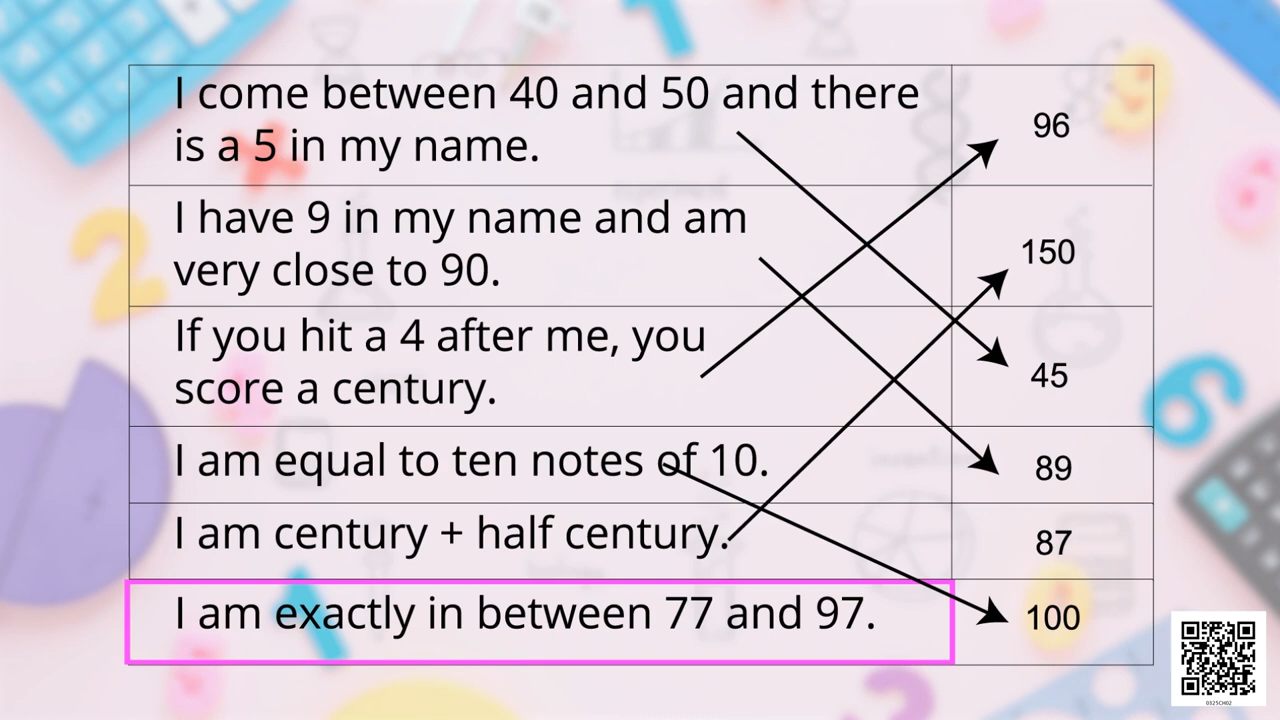 I come between 40 and 50 and there
is a 5 in my name.
96
I have 9 in my name and am
very close to 90.
150
If you hit a 4 after me, you
score a century.
45
I am equal to ten notes of 10.
89
I am century + half century.
87
I am exactly in between 77 and 97.
100
0325CH02